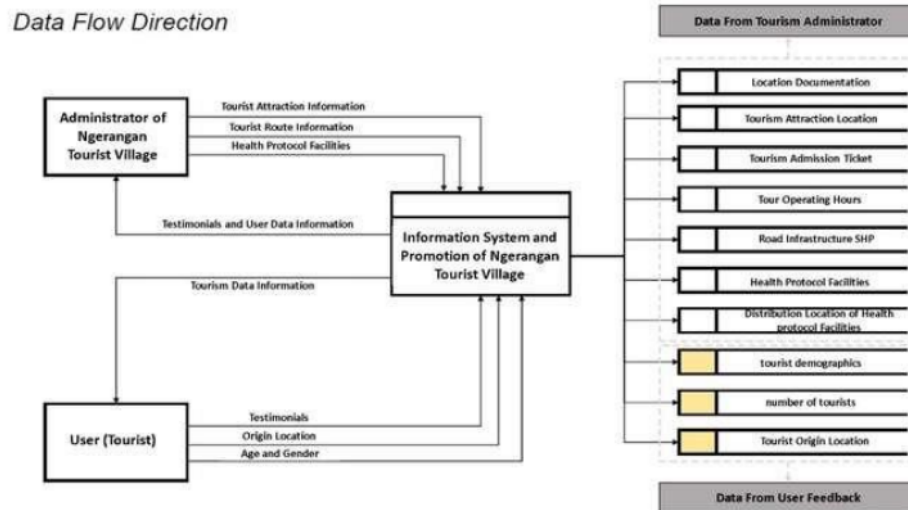 Data Flow Direction
Data From Tourism Administrator
Administrator of
Ngerangan
Tourist Village
Tourist Attraction Information
Tourist Route Information
Health Protocol Facilities
Testimonials and User Data Information
Tourism Data Information
Information System and
Promotion of Ngerangan
Tourist Village
User (Tourist)
Testimonials
Origin Location
Age and Gender
Location Documentation
Tourism Attraction Location
Tourism Admission Ticket
Tour Operating Hours
Road Infrastructure SHP
Health Protocol Facilities
Distribution Location of Health
protocol Facilities
tourist demographics
number of tourists
Tourist Origin Location
Data From User Feedback